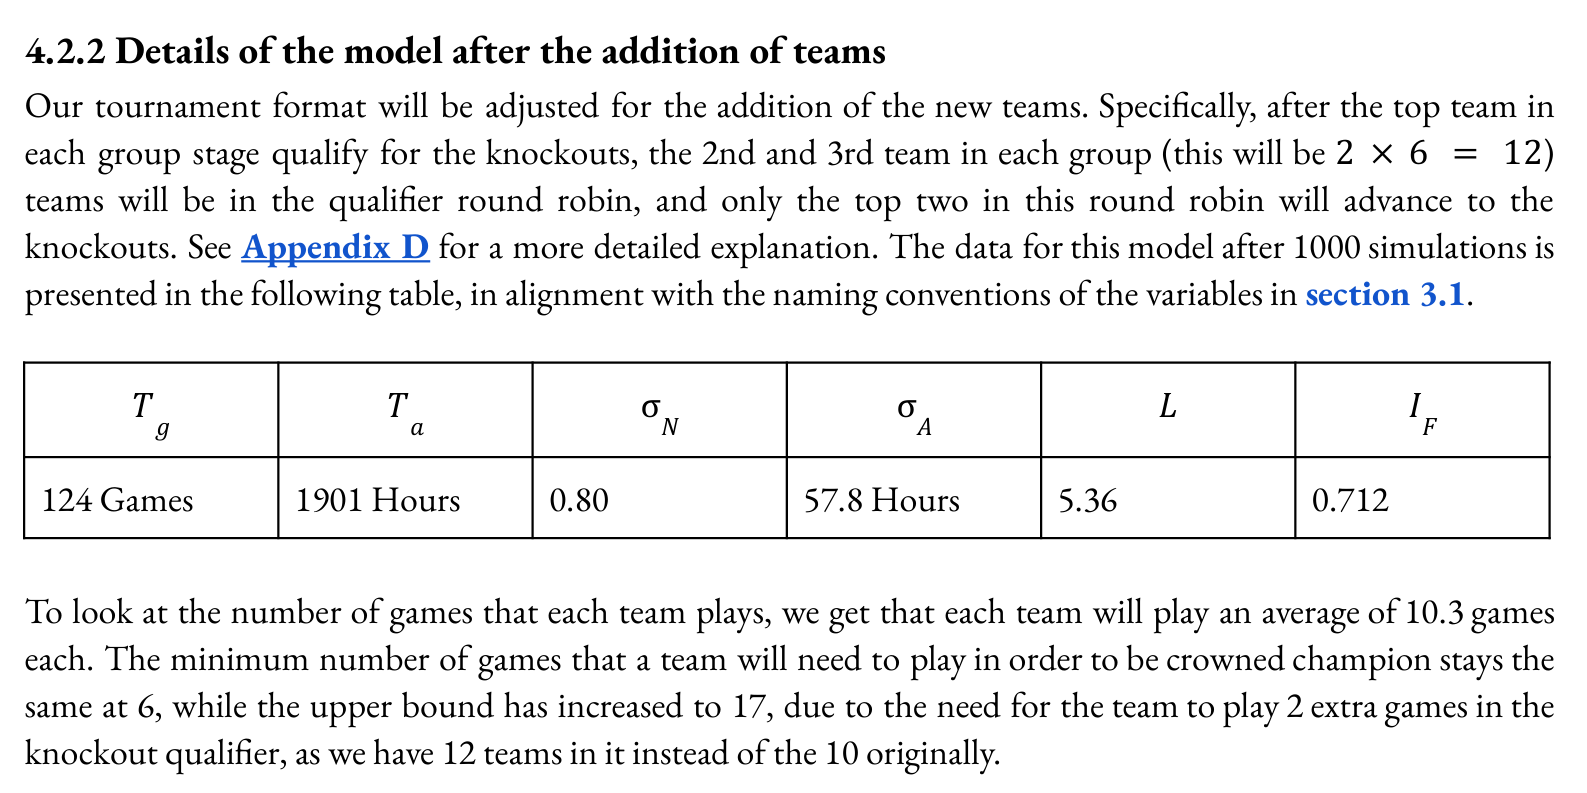 4.2.2 Details of the model after the addition of teams
Our tournament format will be adjusted for the addition of the new teams. Specifically, after the top team in
each group stage qualify for the knockouts, the 2nd and 3rd team in each group (this will be 2 × 6 = 12)
teams will be in the qualifier round robin, and only the top two in this round robin will advance to the
knockouts. See Appendix D for a more detailed explanation. The data for this model after 1000 simulations is
presented in the following table, in alignment with the naming conventions of the variables in section 3.1.
T_g T_a σ_N σ_A L I_F
124 Games 1901 Hours 0.80 57.8 Hours 5.36 0.712
To look at the number of games that each team plays, we get that each team will play an average of 10.3 games
each. The minimum number of games that a team will need to play in order to be crowned champion stays the
same at 6, while the upper bound has increased to 17, due to the need for the team to play 2 extra games in the
knockout qualifier, as we have 12 teams in it instead of the 10 originally.